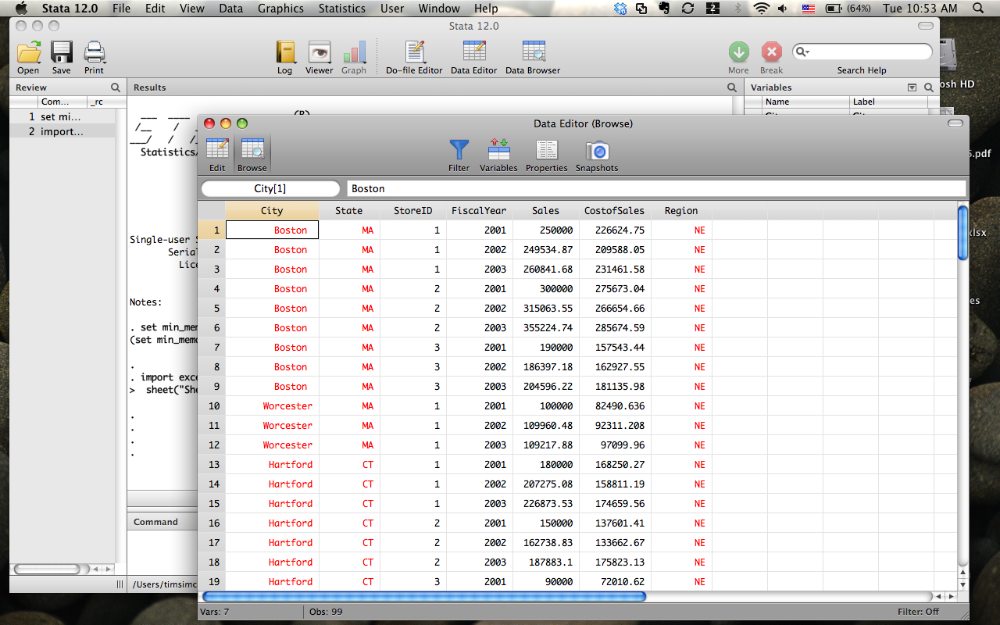 Stata 12.0 File Edit View Data Graphics Statistics User Window Help 2 (64%) Tue 10:53 AM
Stata 12.0
Open Save Print Log Viewer Graph Do-file Editor Data Editor Data Browser More Break Search Help
Review Results Variables
Com... _rc Name Label
1 set mi...
2 import...
(R)
Statistics/
Single-user
Notes:
. set min_mem
(set min_mem
.
. import exce
> sheet("She
.
.
.
.
Command
/Users/timsimc
osh HD
.pdf
xlsx
es
Data Editor (Browse)
Edit Browse Filter Variables Properties Snapshots
City[1] Boston
City State StoreID FiscalYear Sales CostofSales Region
1 Boston MA 1 2001 250000 226624.75 NE
2 Boston MA 1 2002 249534.87 209588.05 NE
3 Boston MA 1 2003 260841.68 231461.58 NE
4 Boston MA 2 2001 300000 275673.04 NE
5 Boston MA 2 2002 315063.55 266654.66 NE
6 Boston MA 2 2003 355224.74 285674.59 NE
7 Boston MA 3 2001 190000 157543.44 NE
8 Boston MA 3 2002 186397.18 162927.55 NE
9 Boston MA 3 2003 204596.22 181135.98 NE
10 Worcester MA 1 2001 100000 82490.636 NE
11 Worcester MA 1 2002 109960.48 92311.208 NE
12 Worcester MA 1 2003 109217.88 97099.96 NE
13 Hartford CT 1 2001 180000 168250.27 NE
14 Hartford CT 1 2002 207275.08 158811.19 NE
15 Hartford CT 1 2003 226873.53 174659.56 NE
16 Hartford CT 2 2001 150000 137601.41 NE
17 Hartford CT 2 2002 162738.83 133662.67 NE
18 Hartford CT 2 2003 187883.1 175823.13 NE
19 Hartford CT 3 2001 90000 72010.62 NE
Vars: 7 Obs: 99 Filter: Off